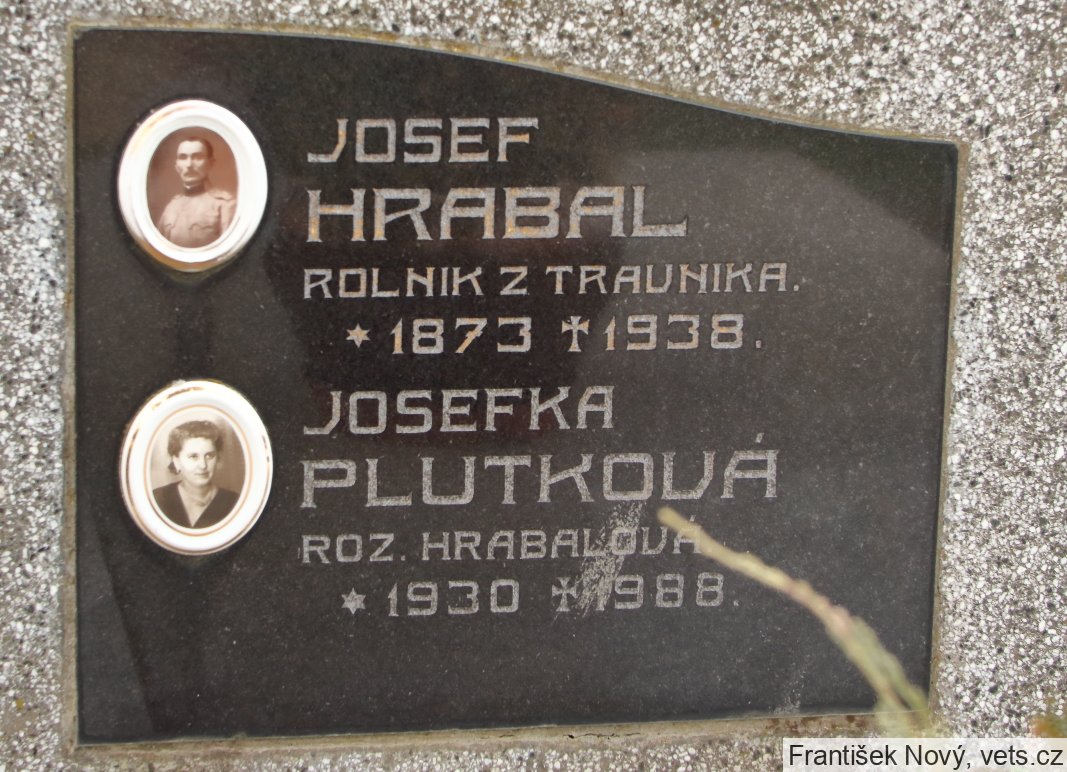 JOSEF
HRABAL
ROLNIK Z TRAVNIKA.
* 1873 ✝ 1938.
JOSEFKA
PLUTKOVÁ
ROZ. HRABALOVÁ
* 1930 ✝ 1988.
František Nový, vets.cz